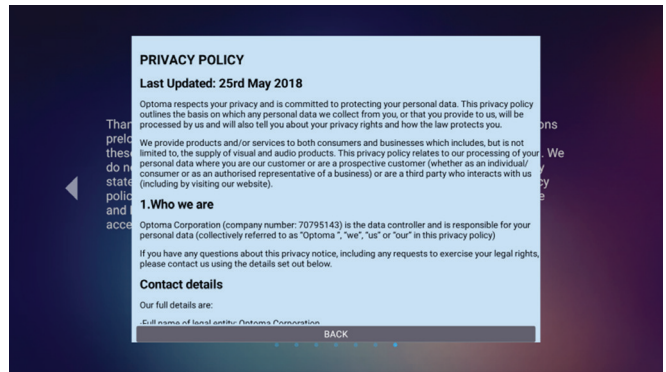 PRIVACY POLICY
Last Updated: 25rd May 2018
Optoma respects your privacy and is committed to protecting your personal data. This privacy policy
outlines the basis on which any personal data we collect from you, or that you provide to us, will be
processed by us and will also tell you about your privacy rights and how the law protects you.
We provide products and/or services to both consumers and businesses which includes, but is not
limited to, the supply of visual and audio products. This privacy policy relates to our processing of your
personal data where you are our customer or are a prospective customer (whether as an individual/
consumer or as an authorised representative of a business) or are a third party who interacts with us
(including by visiting our website).
1.Who we are
Optoma Corporation (company number: 70795143) is the data controller and is responsible for your
personal data (collectively referred to as "Optoma ", "we", "us" or "our" in this privacy policy)
If you have any questions about this privacy notice, including any requests to exercise your legal rights,
please contact us using the details set out below.
Contact details
Our full details are:
-Full name of legal entity: Optoma Corporation
BACK